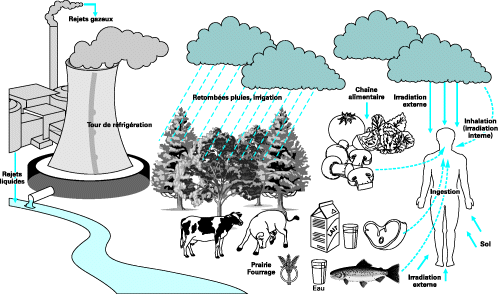 Rejets gazeux
Tour de réfrigération
Rejets
liquides
Retombées pluies, irrigation
Chaîne
alimentaire
Irradiation
externe
Inhalation
(irradiation
interne)
Ingestion
LAIT
Sol
Prairie
Fourrage
Eau
Irradiation
externe